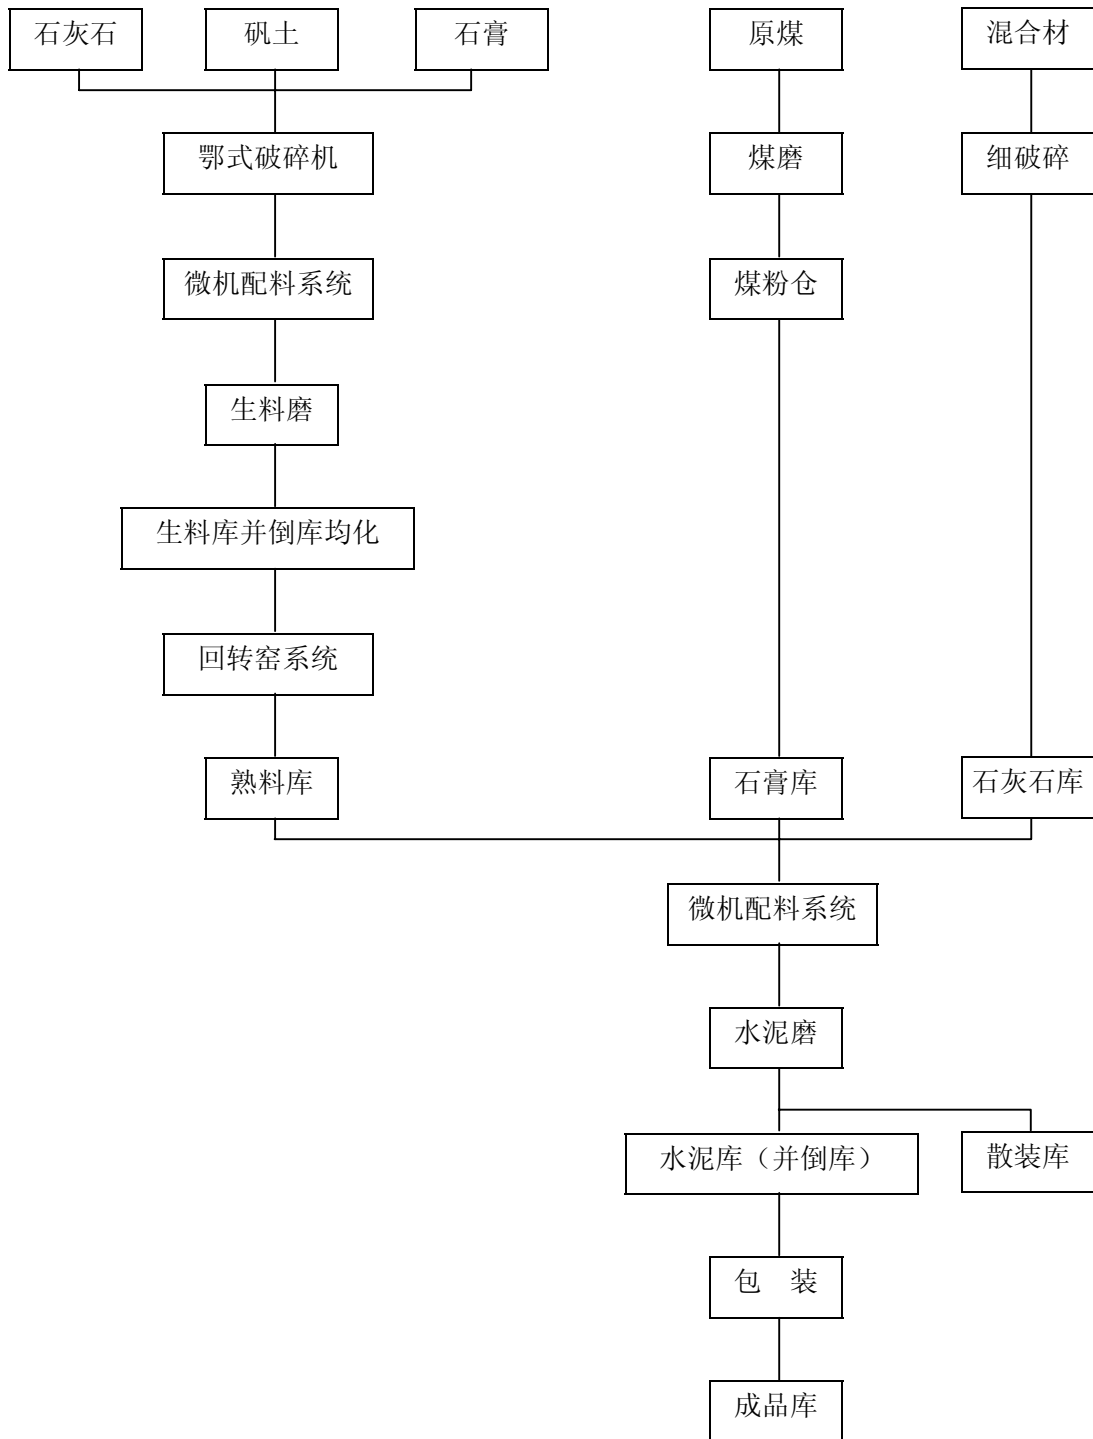 石灰石
矾土
石膏
原煤
混合材
鄂式破碎机
煤磨
细破碎
微机配料系统
煤粉仓
生料磨
生料库并倒库均化
回转窑系统
熟料库
石膏库
石灰石库
微机配料系统
水泥磨
水泥库（并倒库）
散装库
包　装
成品库